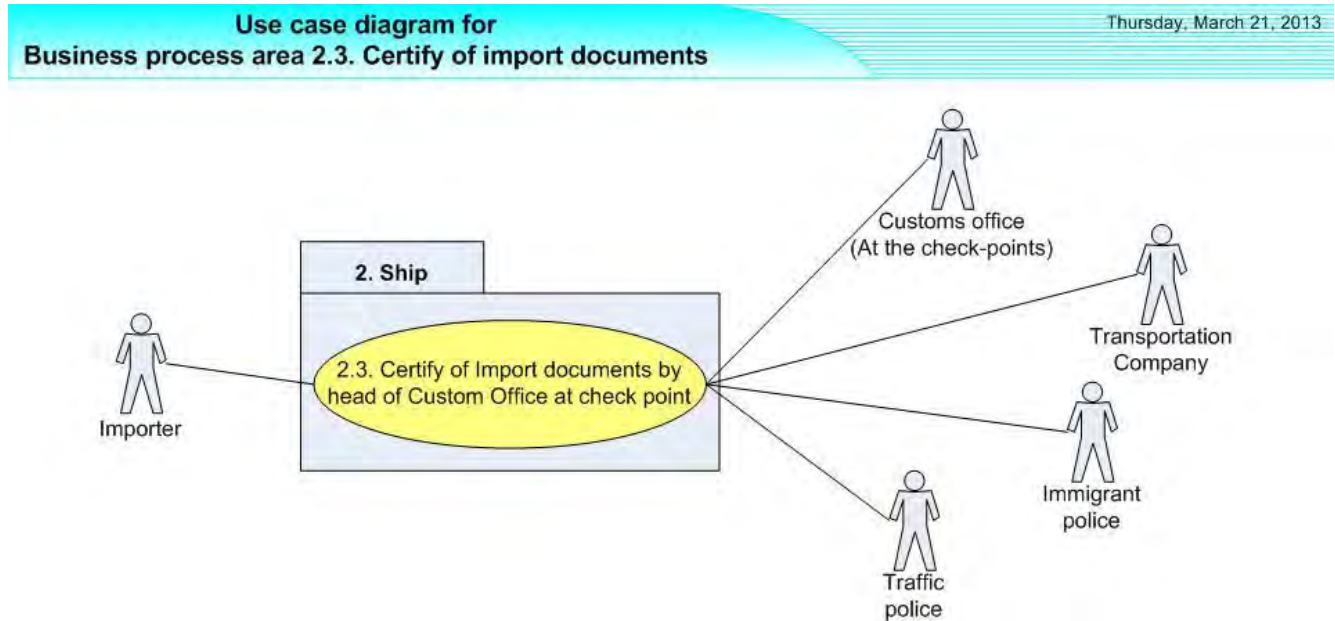 Use case diagram for
Business process area 2.3. Certify of import documents
Thursday, March 21, 2013
Customs office
(At the check-points)
2. Ship
Transportation
Company
2.3. Certify of Import documents by
head of Custom Office at check point
Importer
Immigrant
police
Traffic
police